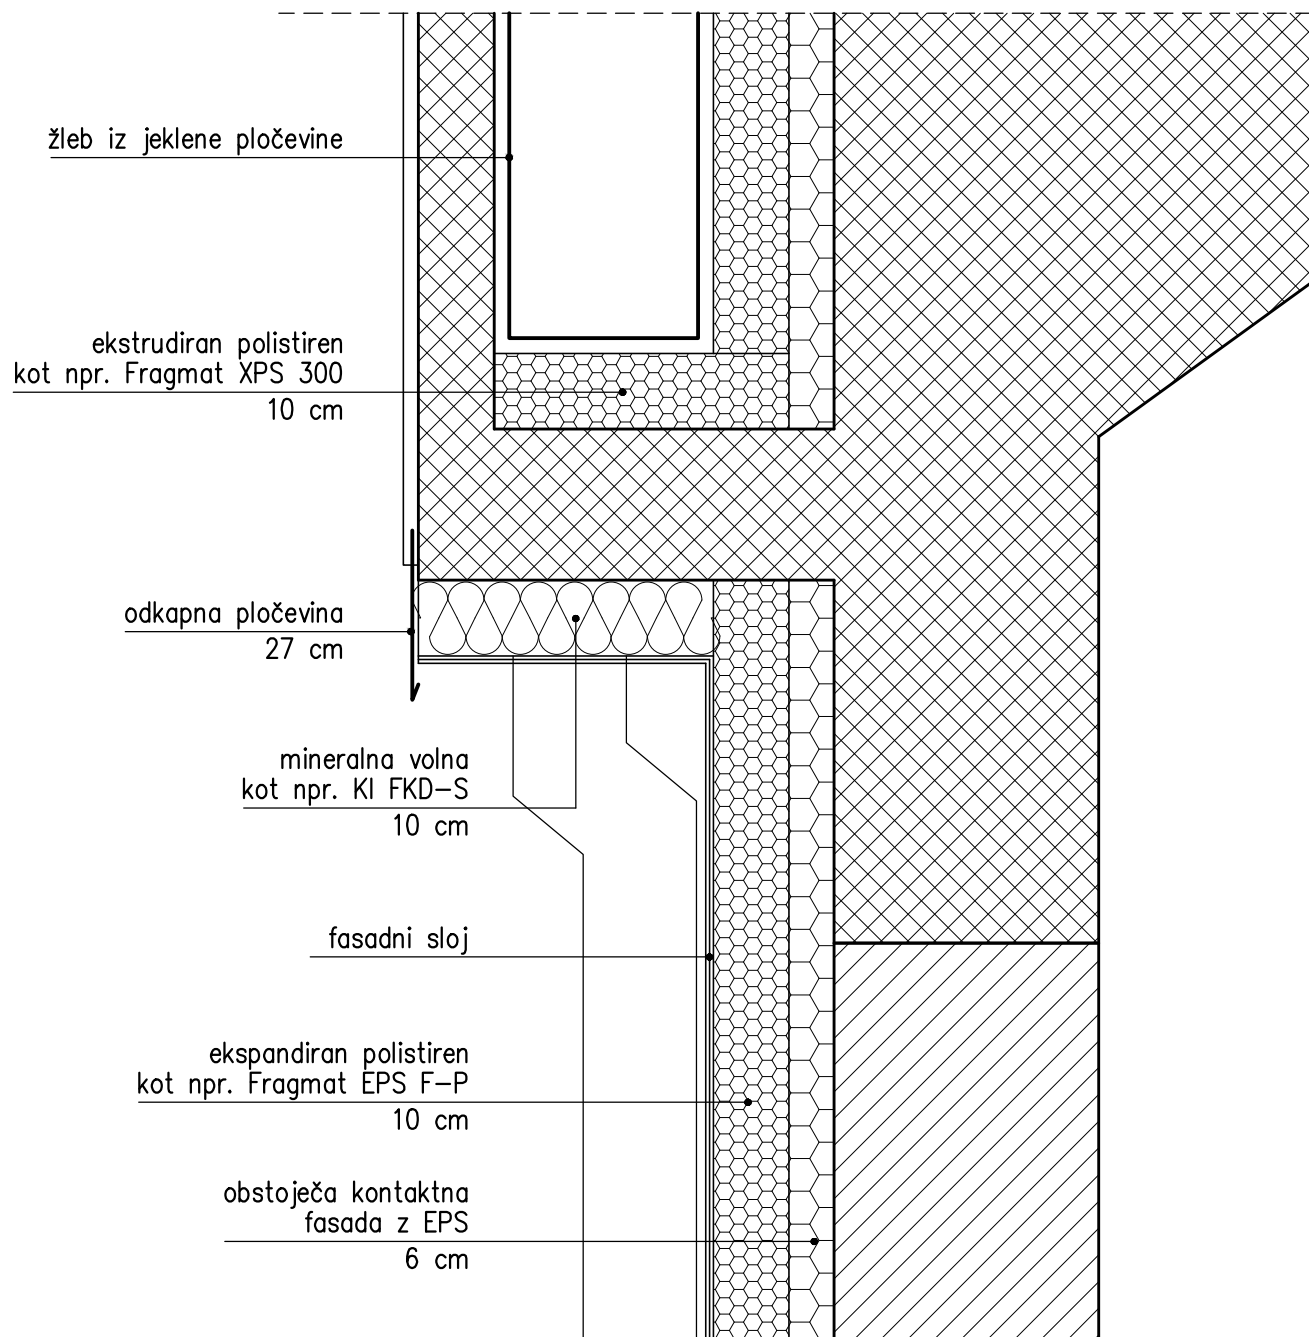 žleb iz jeklene pločevine
ekstrudiran polistiren
kot npr. Fragmat XPS 300
10 cm
odkapna pločevina
27 cm
mineralna volna
kot npr. KI FKD–S
10 cm
fasadni sloj
ekspandiran polistiren
kot npr. Fragmat EPS F–P
10 cm
obstoječa kontaktna
fasada z EPS
6 cm